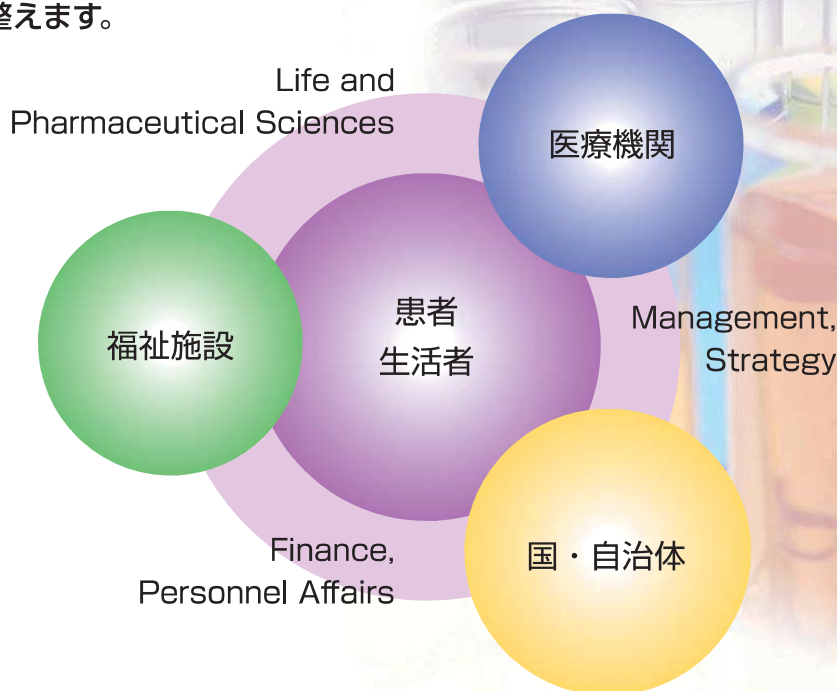 整えます。
Life and
Pharmaceutical Sciences
医療機関
患者
生活者
福祉施設
Management,
Strategy
Finance,
Personnel Affairs
国・自治体